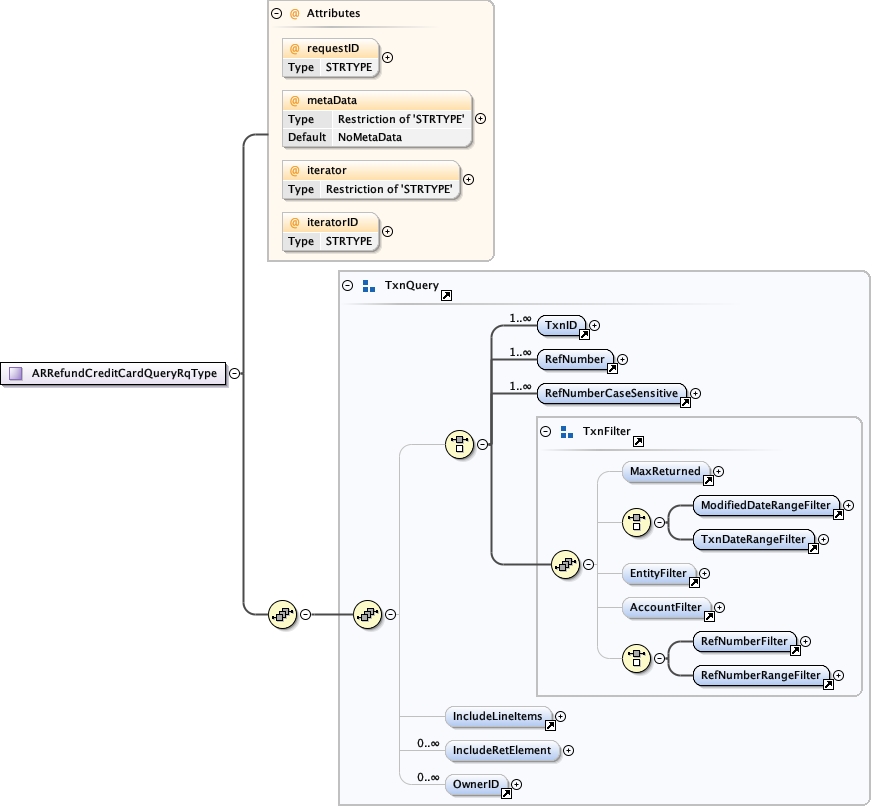 @ Attributes
@ requestID
Type STRTYPE
@ metaData
Type Restriction of 'STRTYPE'
Default NoMetaData
@ iterator
Type Restriction of 'STRTYPE'
@ iteratorID
Type STRTYPE
ARRefundCreditCardQueryRqType
TxnQuery
1..∞ TxnID
1..∞ RefNumber
1..∞ RefNumberCaseSensitive
TxnFilter
MaxReturned
ModifiedDateRangeFilter
TxnDateRangeFilter
EntityFilter
AccountFilter
RefNumberFilter
RefNumberRangeFilter
IncludeLineItems
0..∞ IncludeRetElement
0..∞ OwnerID